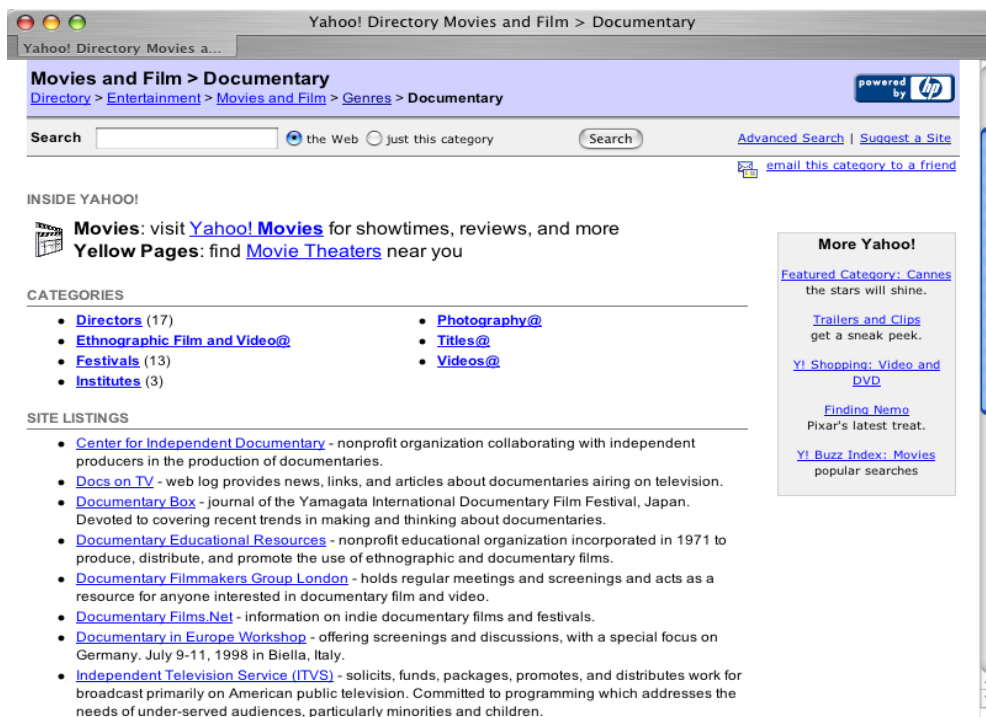 Yahoo! Directory Movies and Film > Documentary
Yahoo! Directory Movies a...
Movies and Film > Documentary
Directory > Entertainment > Movies and Film > Genres > Documentary
powered by hp
Search the Web just this category Search Advanced Search | Suggest a Site
email this category to a friend
INSIDE YAHOO!
Movies: visit Yahoo! Movies for showtimes, reviews, and more
Yellow Pages: find Movie Theaters near you
CATEGORIES
Directors (17)
Ethnographic Film and Video@
Festivals (13)
Institutes (3)
Photography@
Titles@
Videos@
More Yahoo!
Featured Category: Cannes
the stars will shine.
Trailers and Clips
get a sneak peek.
Y! Shopping: Video and
DVD
Finding Nemo
Pixar's latest treat.
Y! Buzz Index: Movies
popular searches
SITE LISTINGS
Center for Independent Documentary - nonprofit organization collaborating with independent
producers in the production of documentaries.
Docs on TV - web log provides news, links, and articles about documentaries airing on television.
Documentary Box - journal of the Yamagata International Documentary Film Festival, Japan.
Devoted to covering recent trends in making and thinking about documentaries.
Documentary Educational Resources - nonprofit educational organization incorporated in 1971 to
produce, distribute, and promote the use of ethnographic and documentary films.
Documentary Filmmakers Group London - holds regular meetings and screenings and acts as a
resource for anyone interested in documentary film and video.
Documentary Films.Net - information on indie documentary films and festivals.
Documentary in Europe Workshop - offering screenings and discussions, with a special focus on
Germany. July 9-11, 1998 in Biella, Italy.
Independent Television Service (ITVS) - solicits, funds, packages, promotes, and distributes work for
broadcast primarily on American public television. Committed to programming which addresses the
needs of under-served audiences, particularly minorities and children.